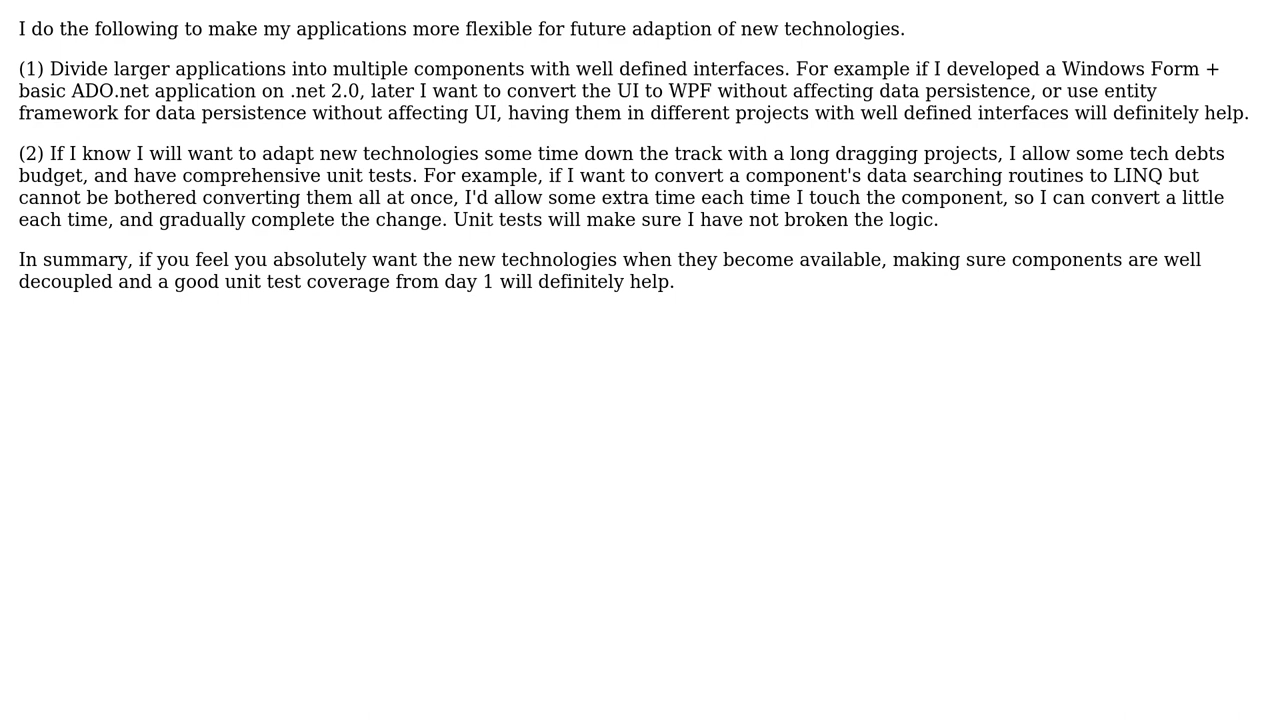 I do the following to make my applications more flexible for future adaption of new technologies.
(1) Divide larger applications into multiple components with well defined interfaces. For example if I developed a Windows Form +
basic ADO.net application on .net 2.0, later I want to convert the UI to WPF without affecting data persistence, or use entity
framework for data persistence without affecting UI, having them in different projects with well defined interfaces will definitely help.
(2) If I know I will want to adapt new technologies some time down the track with a long dragging projects, I allow some tech debts
budget, and have comprehensive unit tests. For example, if I want to convert a component's data searching routines to LINQ but
cannot be bothered converting them all at once, I'd allow some extra time each time I touch the component, so I can convert a little
each time, and gradually complete the change. Unit tests will make sure I have not broken the logic.
In summary, if you feel you absolutely want the new technologies when they become available, making sure components are well
decoupled and a good unit test coverage from day 1 will definitely help.